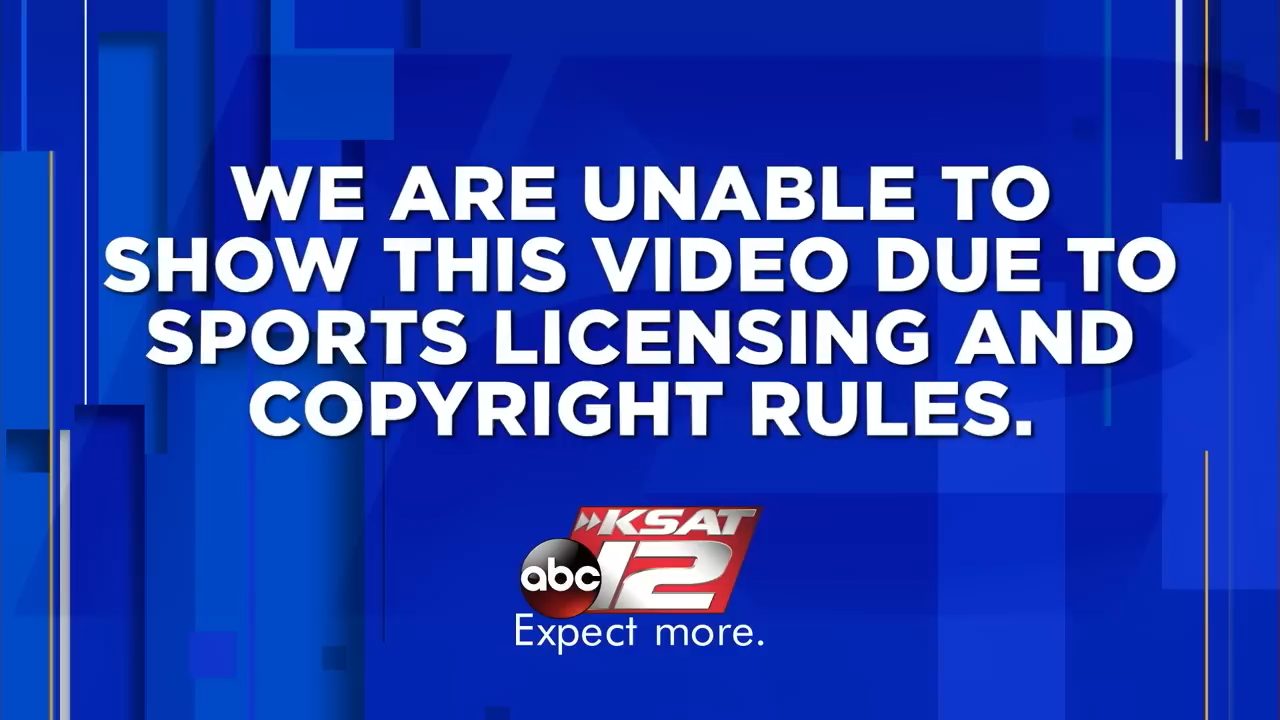 WE ARE UNABLE TO
SHOW THIS VIDEO DUE TO
SPORTS LICENSING AND
COPYRIGHT RULES.
KSAT
abc 12
Expect more.